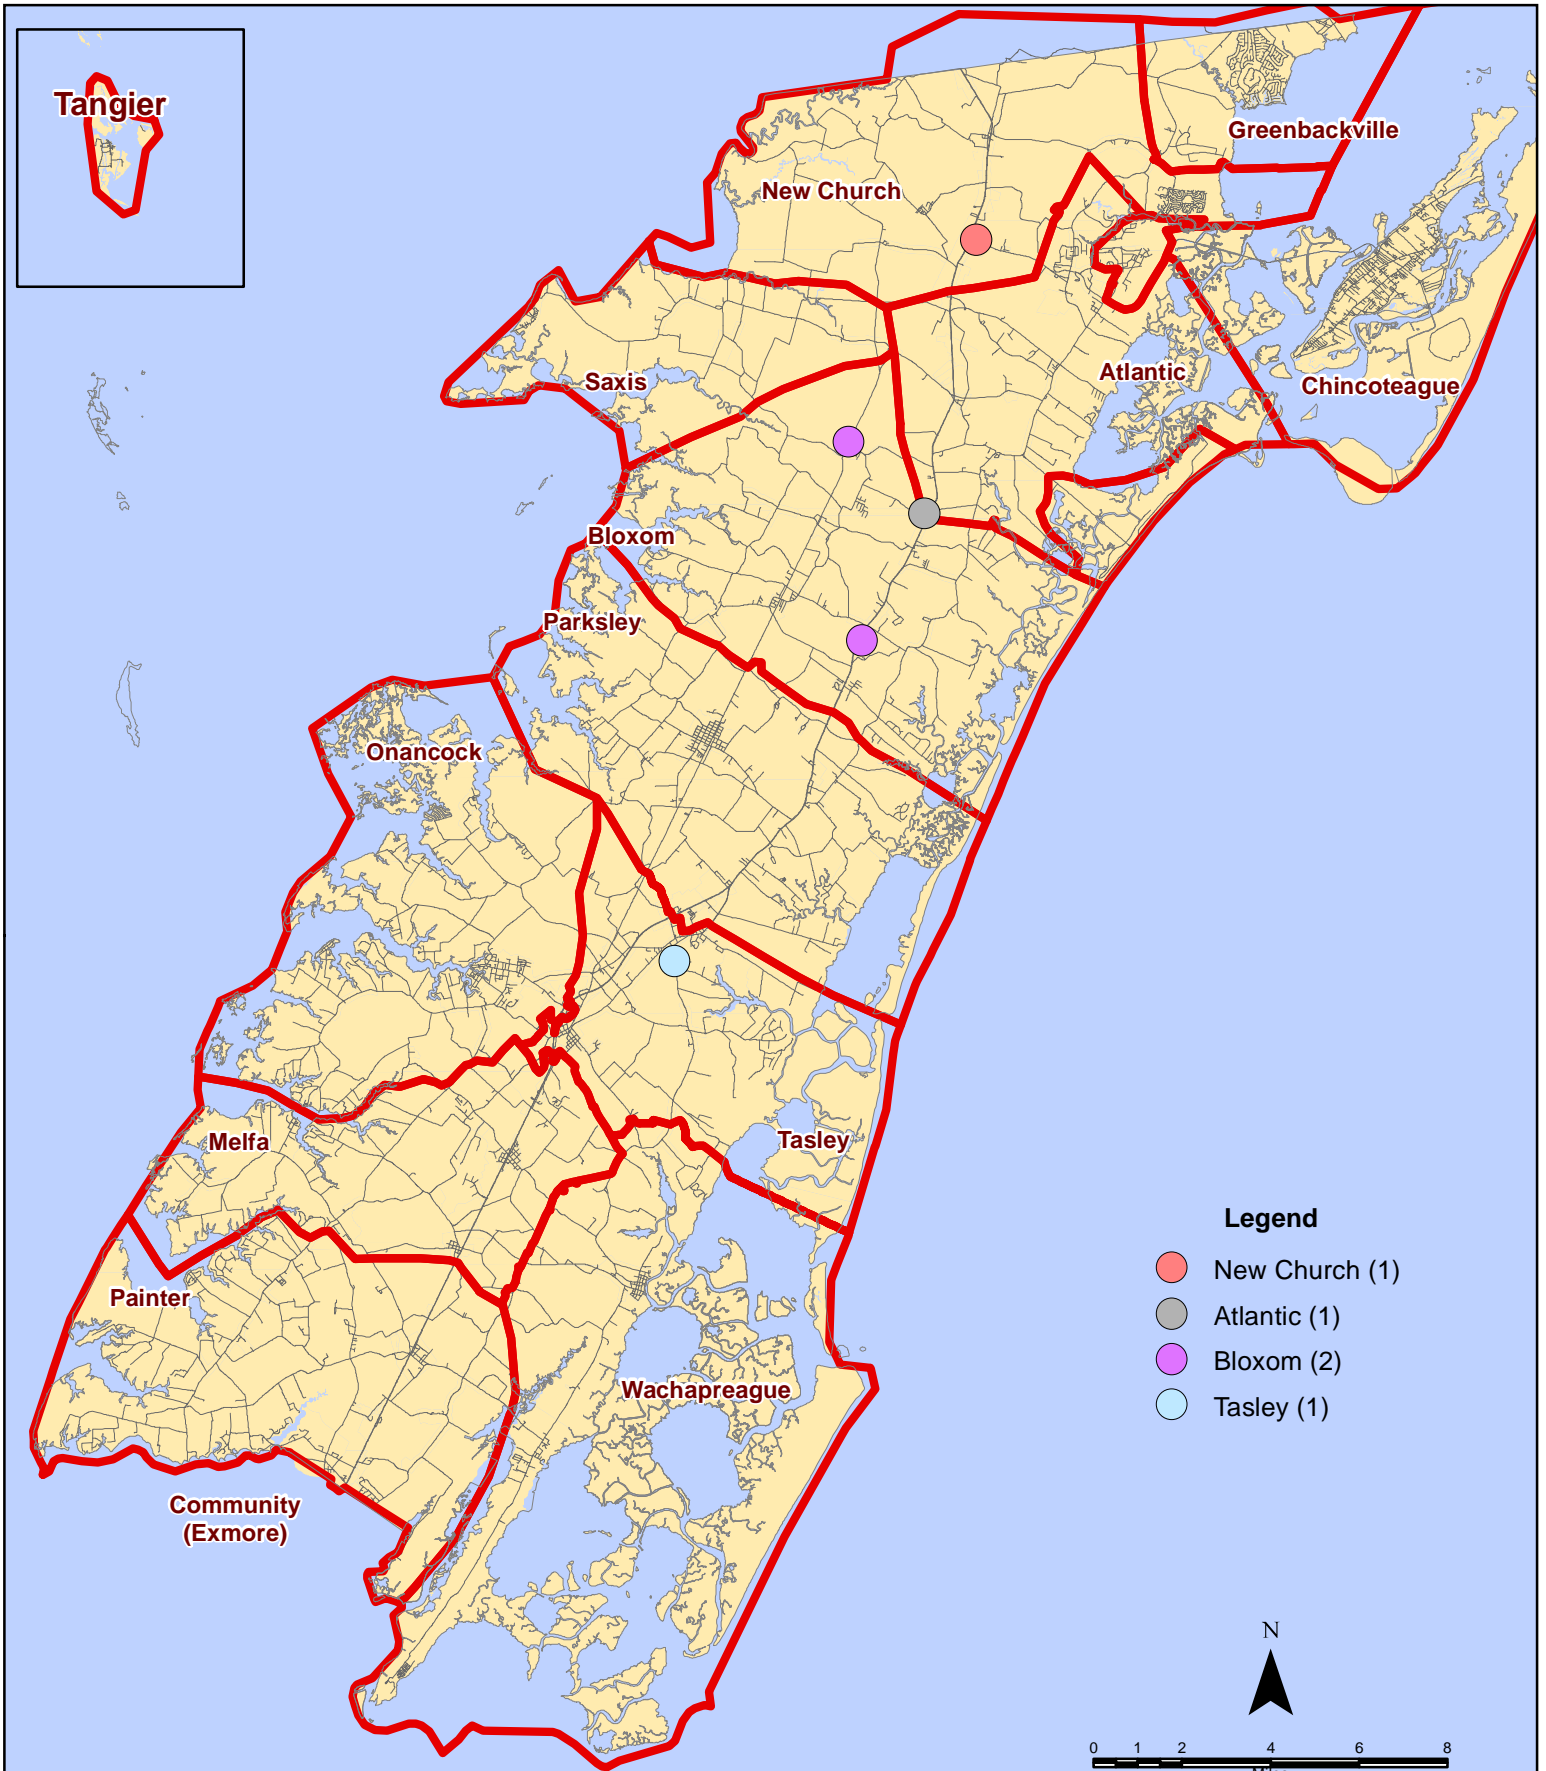 Tangier
Greenbackville
New Church
Saxis
Atlantic
Chincoteague
Bloxom
Parksley
Onancock
Melfa
Tasley
Painter
Wachapreague
Community
(Exmore)
Legend
New Church (1)
Atlantic (1)
Bloxom (2)
Tasley (1)
N
0 1 2 4 6 8